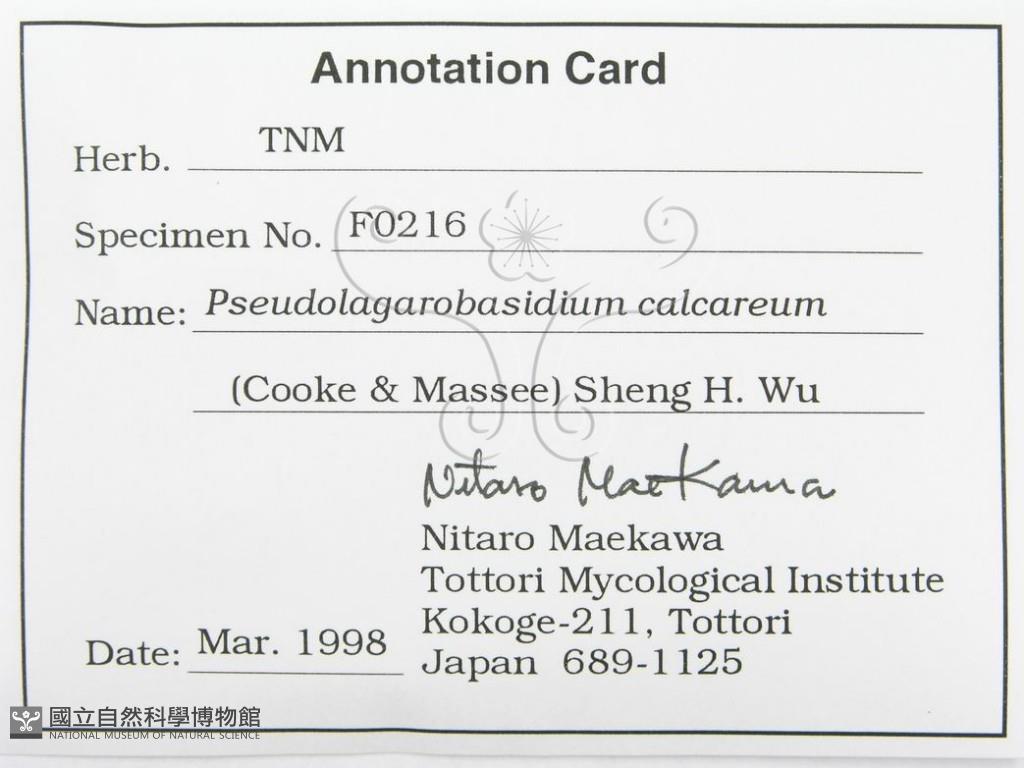 Annotation Card
Herb. TNM
Specimen No. F0216
Name: Pseudolagarobasidium calcareum
(Cooke & Massee) Sheng H. Wu
Nitaro Maekawa
Nitaro Maekawa
Tottori Mycological Institute
Kokoge-211, Tottori
Date: Mar. 1998 Japan 689-1125
國立自然科學博物館
NATIONAL MUSEUM OF NATURAL SCIENCE